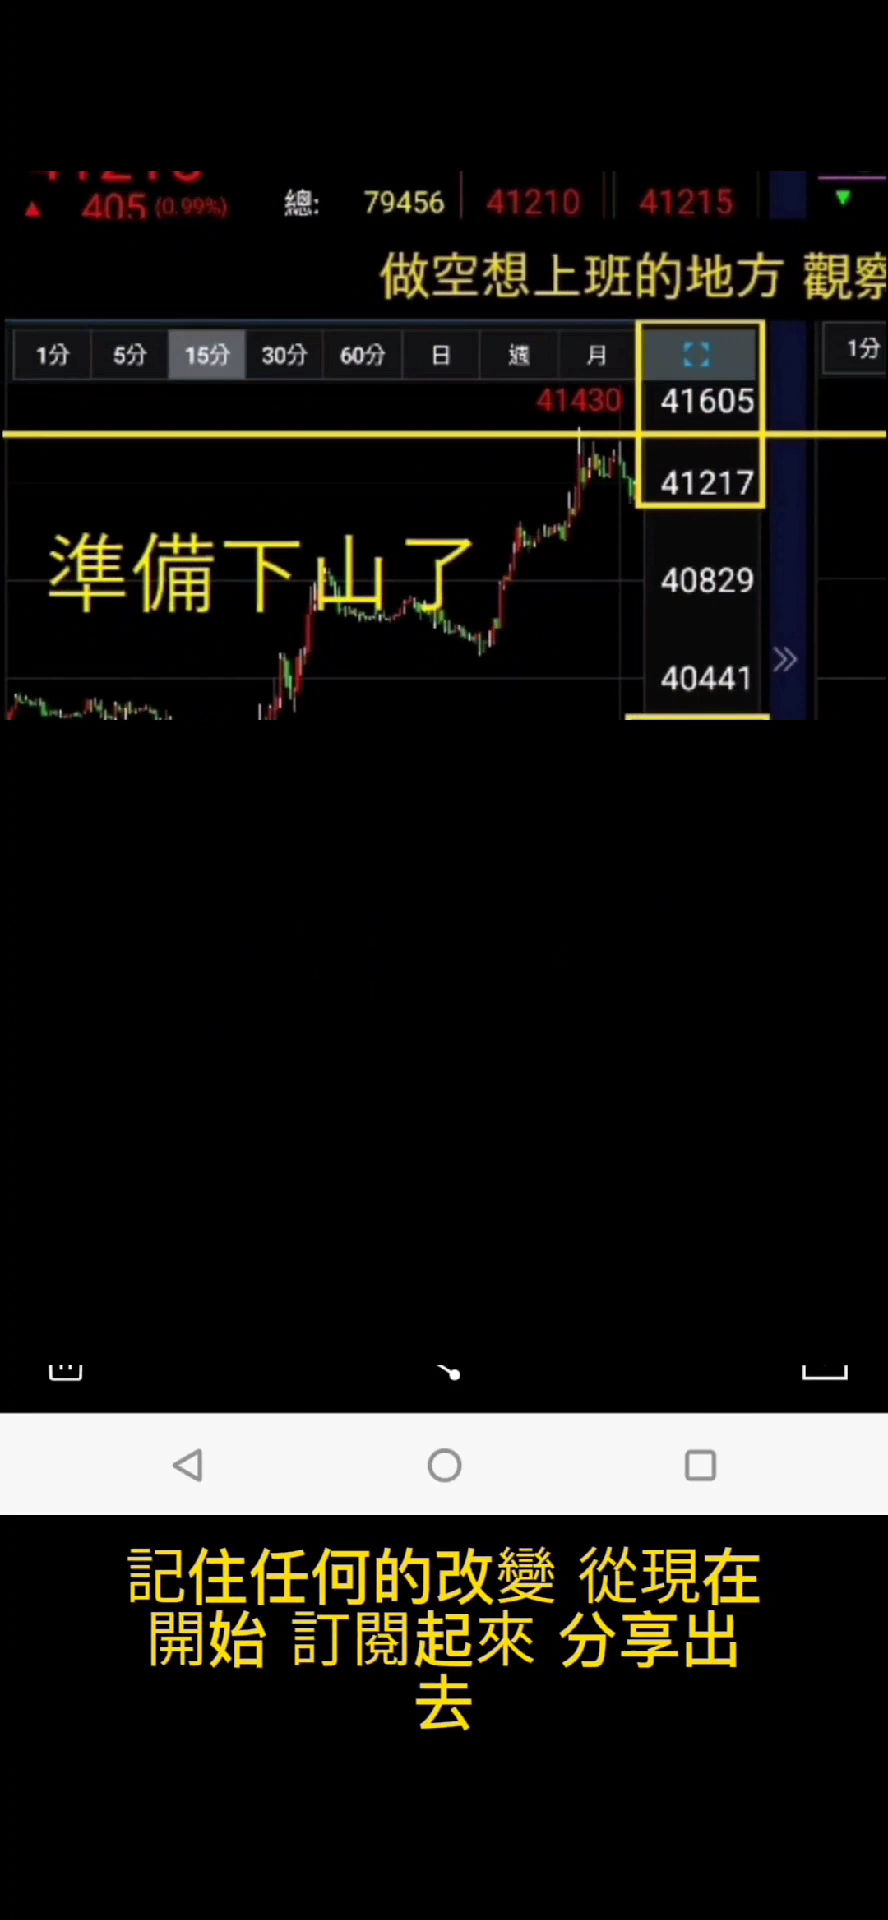 ▲ 405 (0.99%) 總: 79456 41210 41215 ▼
做空想上班的地方 觀察
1分 5分 15分 30分 60分 日 週 月 1分
41430 41605
41217
準備下山了
40829
40441
記住任何的改變 從現在
開始 訂閱起來 分享出
去